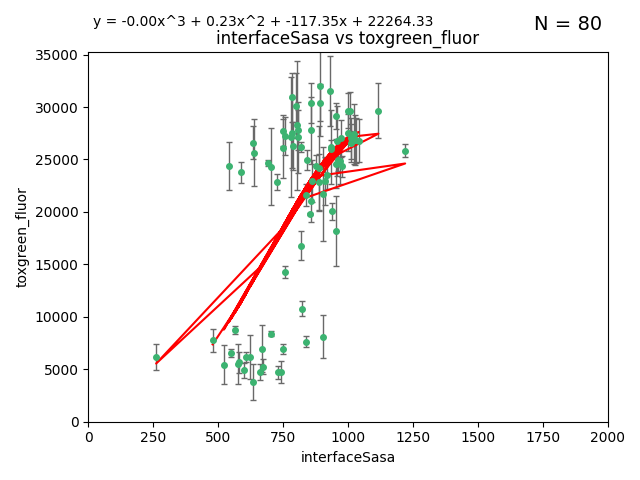 y = -0.00x^3 + 0.23x^2 + -117.35x + 22264.33
N = 80
interfaceSasa vs toxgreen_fluor
35000
30000
25000
20000
15000
10000
5000
0
toxgreen_fluor
0 250 500 750 1000 1250 1500 1750 2000
interfaceSasa